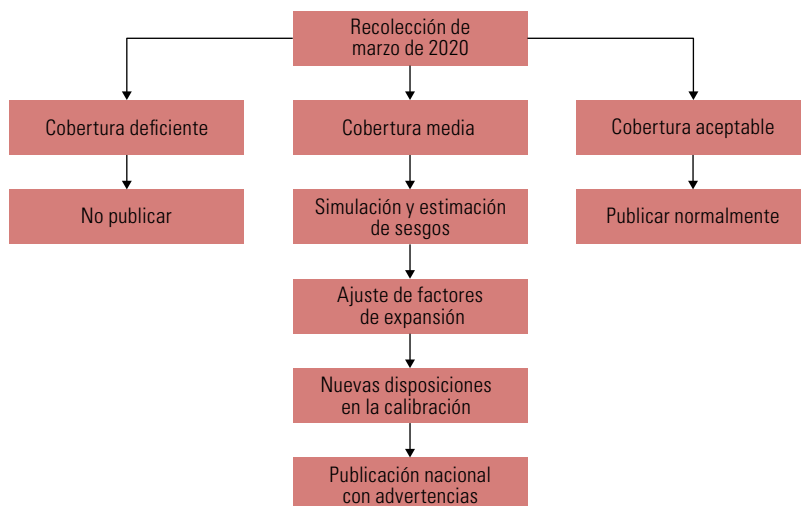 Recolección de
marzo de 2020
Cobertura deficiente
Cobertura media
Cobertura aceptable
No publicar
Simulación y estimación
de sesgos
Publicar normalmente
Ajuste de factores
de expansión
Nuevas disposiciones
en la calibración
Publicación nacional
con advertencias